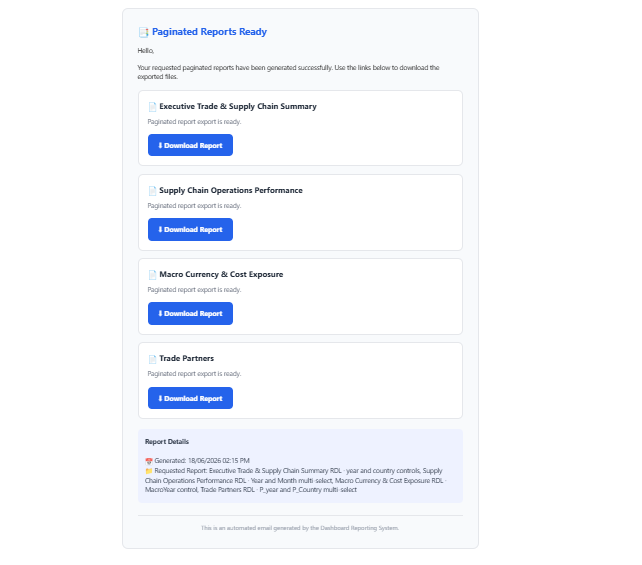 📑 Paginated Reports Ready
Hello,
Your requested paginated reports have been generated successfully. Use the links below to download the
exported files.
📄 Executive Trade & Supply Chain Summary
Paginated report export is ready.
⬇ Download Report
📄 Supply Chain Operations Performance
Paginated report export is ready.
⬇ Download Report
📄 Macro Currency & Cost Exposure
Paginated report export is ready.
⬇ Download Report
📄 Trade Partners
Paginated report export is ready.
⬇ Download Report
Report Details
📅 Generated: 18/06/2026 02:15 PM
📁 Requested Report: Executive Trade & Supply Chain Summary RDL · year and country controls, Supply
Chain Operations Performance RDL · Year and Month multi-select, Macro Currency & Cost Exposure RDL ·
MacroYear control, Trade Partners RDL · P_year and P_Country multi-select
This is an automated email generated by the Dashboard Reporting System.